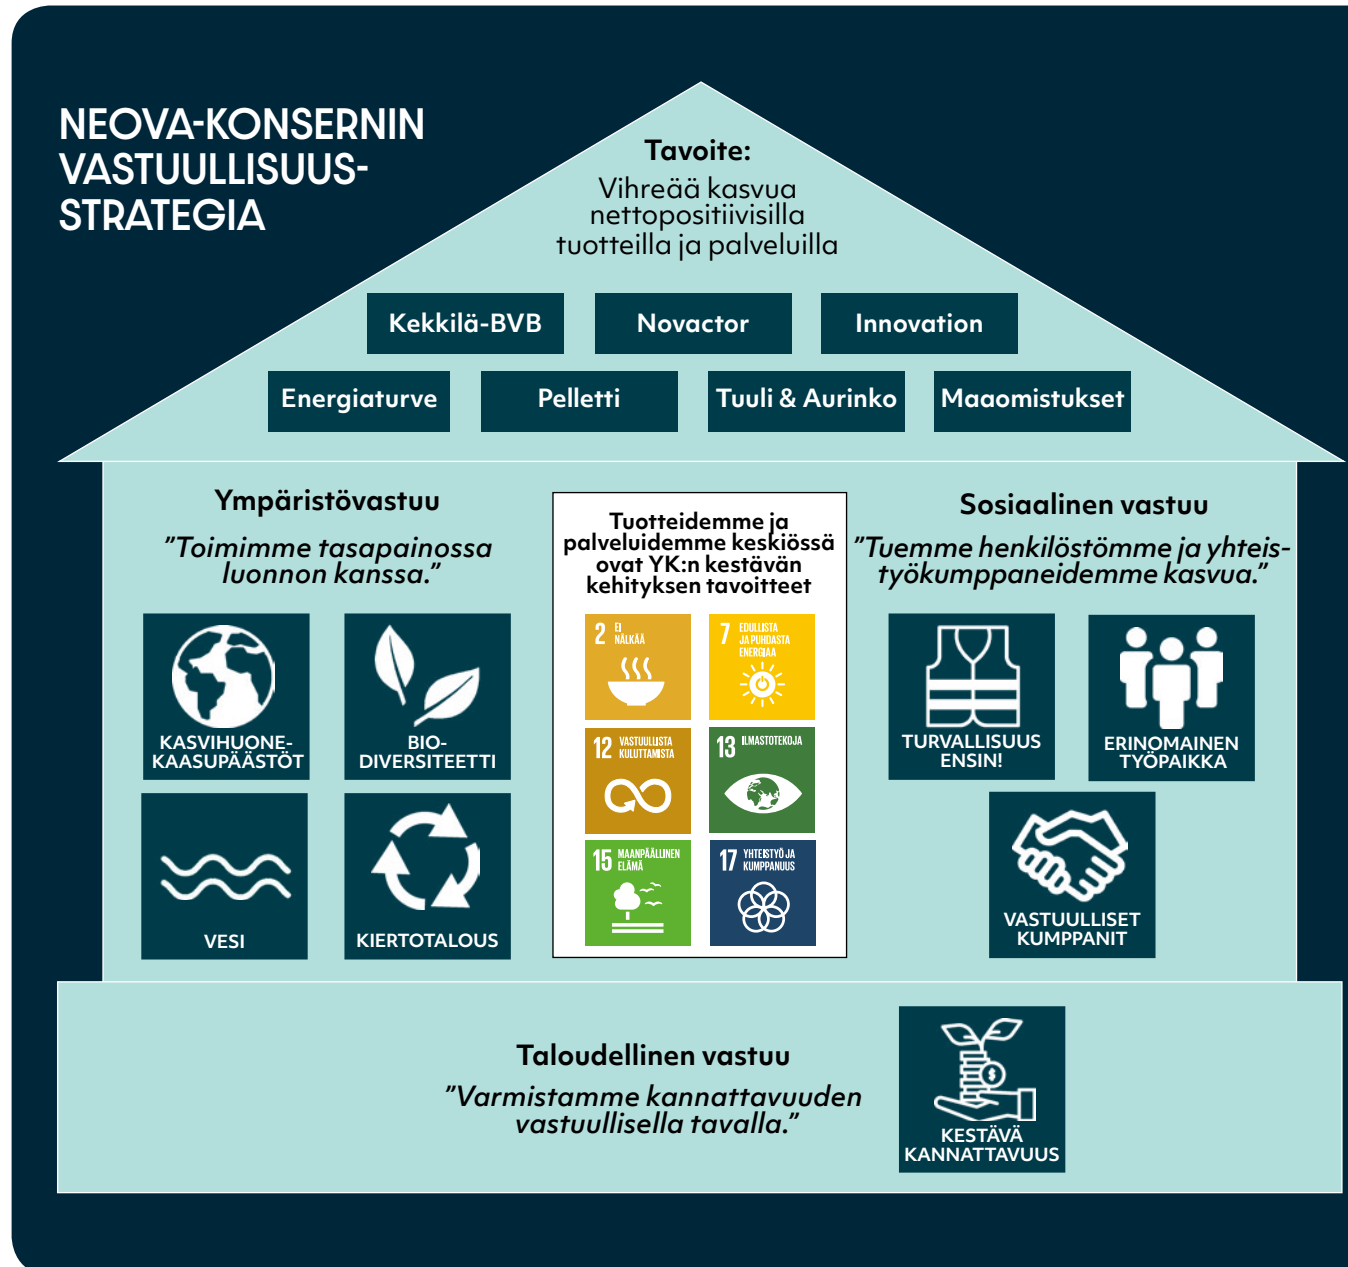 NEOVA-KONSERNIN
VASTUULLISUUS-
STRATEGIA
Tavoite:
Vihreää kasvua
nettopositiivisilla
tuotteilla ja palveluilla
Kekkilä-BVB
Novactor
Innovation
Energiaturve
Pelletti
Tuuli & Aurinko
Maaomistukset
Ympäristövastuu
”Toimimme tasapainossa
luonnon kanssa.”
KASVIHUONE-
KAASUPÄÄSTÖT
BIO-
DIVERSITEETTI
VESI
KIERTOTALOUS
Tuotteidemme ja
palveluidemme keskiössä
ovat YK:n kestävän
kehityksen tavoitteet
2 EI
NÄLKÄÄ
7 EDULLISTA
JA PUHDASTA
ENERGIAA
12 VASTUULLISTA
KULUTTAMISTA
13 ILMASTOTEKOJA
15 MAANPÄÄLLINEN
ELÄMÄ
17 YHTEISTYÖ JA
KUMPPANUUS
Sosiaalinen vastuu
”Tuemme henkilöstömme ja yhteis-
työkumppaneidemme kasvua.”
TURVALLISUUS
ENSIN!
ERINOMAINEN
TYÖPAIKKA
VASTUULLISET
KUMPPANIT
Taloudellinen vastuu
”Varmistamme kannattavuuden
vastuullisella tavalla.”
$
KESTÄVÄ
KANNATTAVUUS